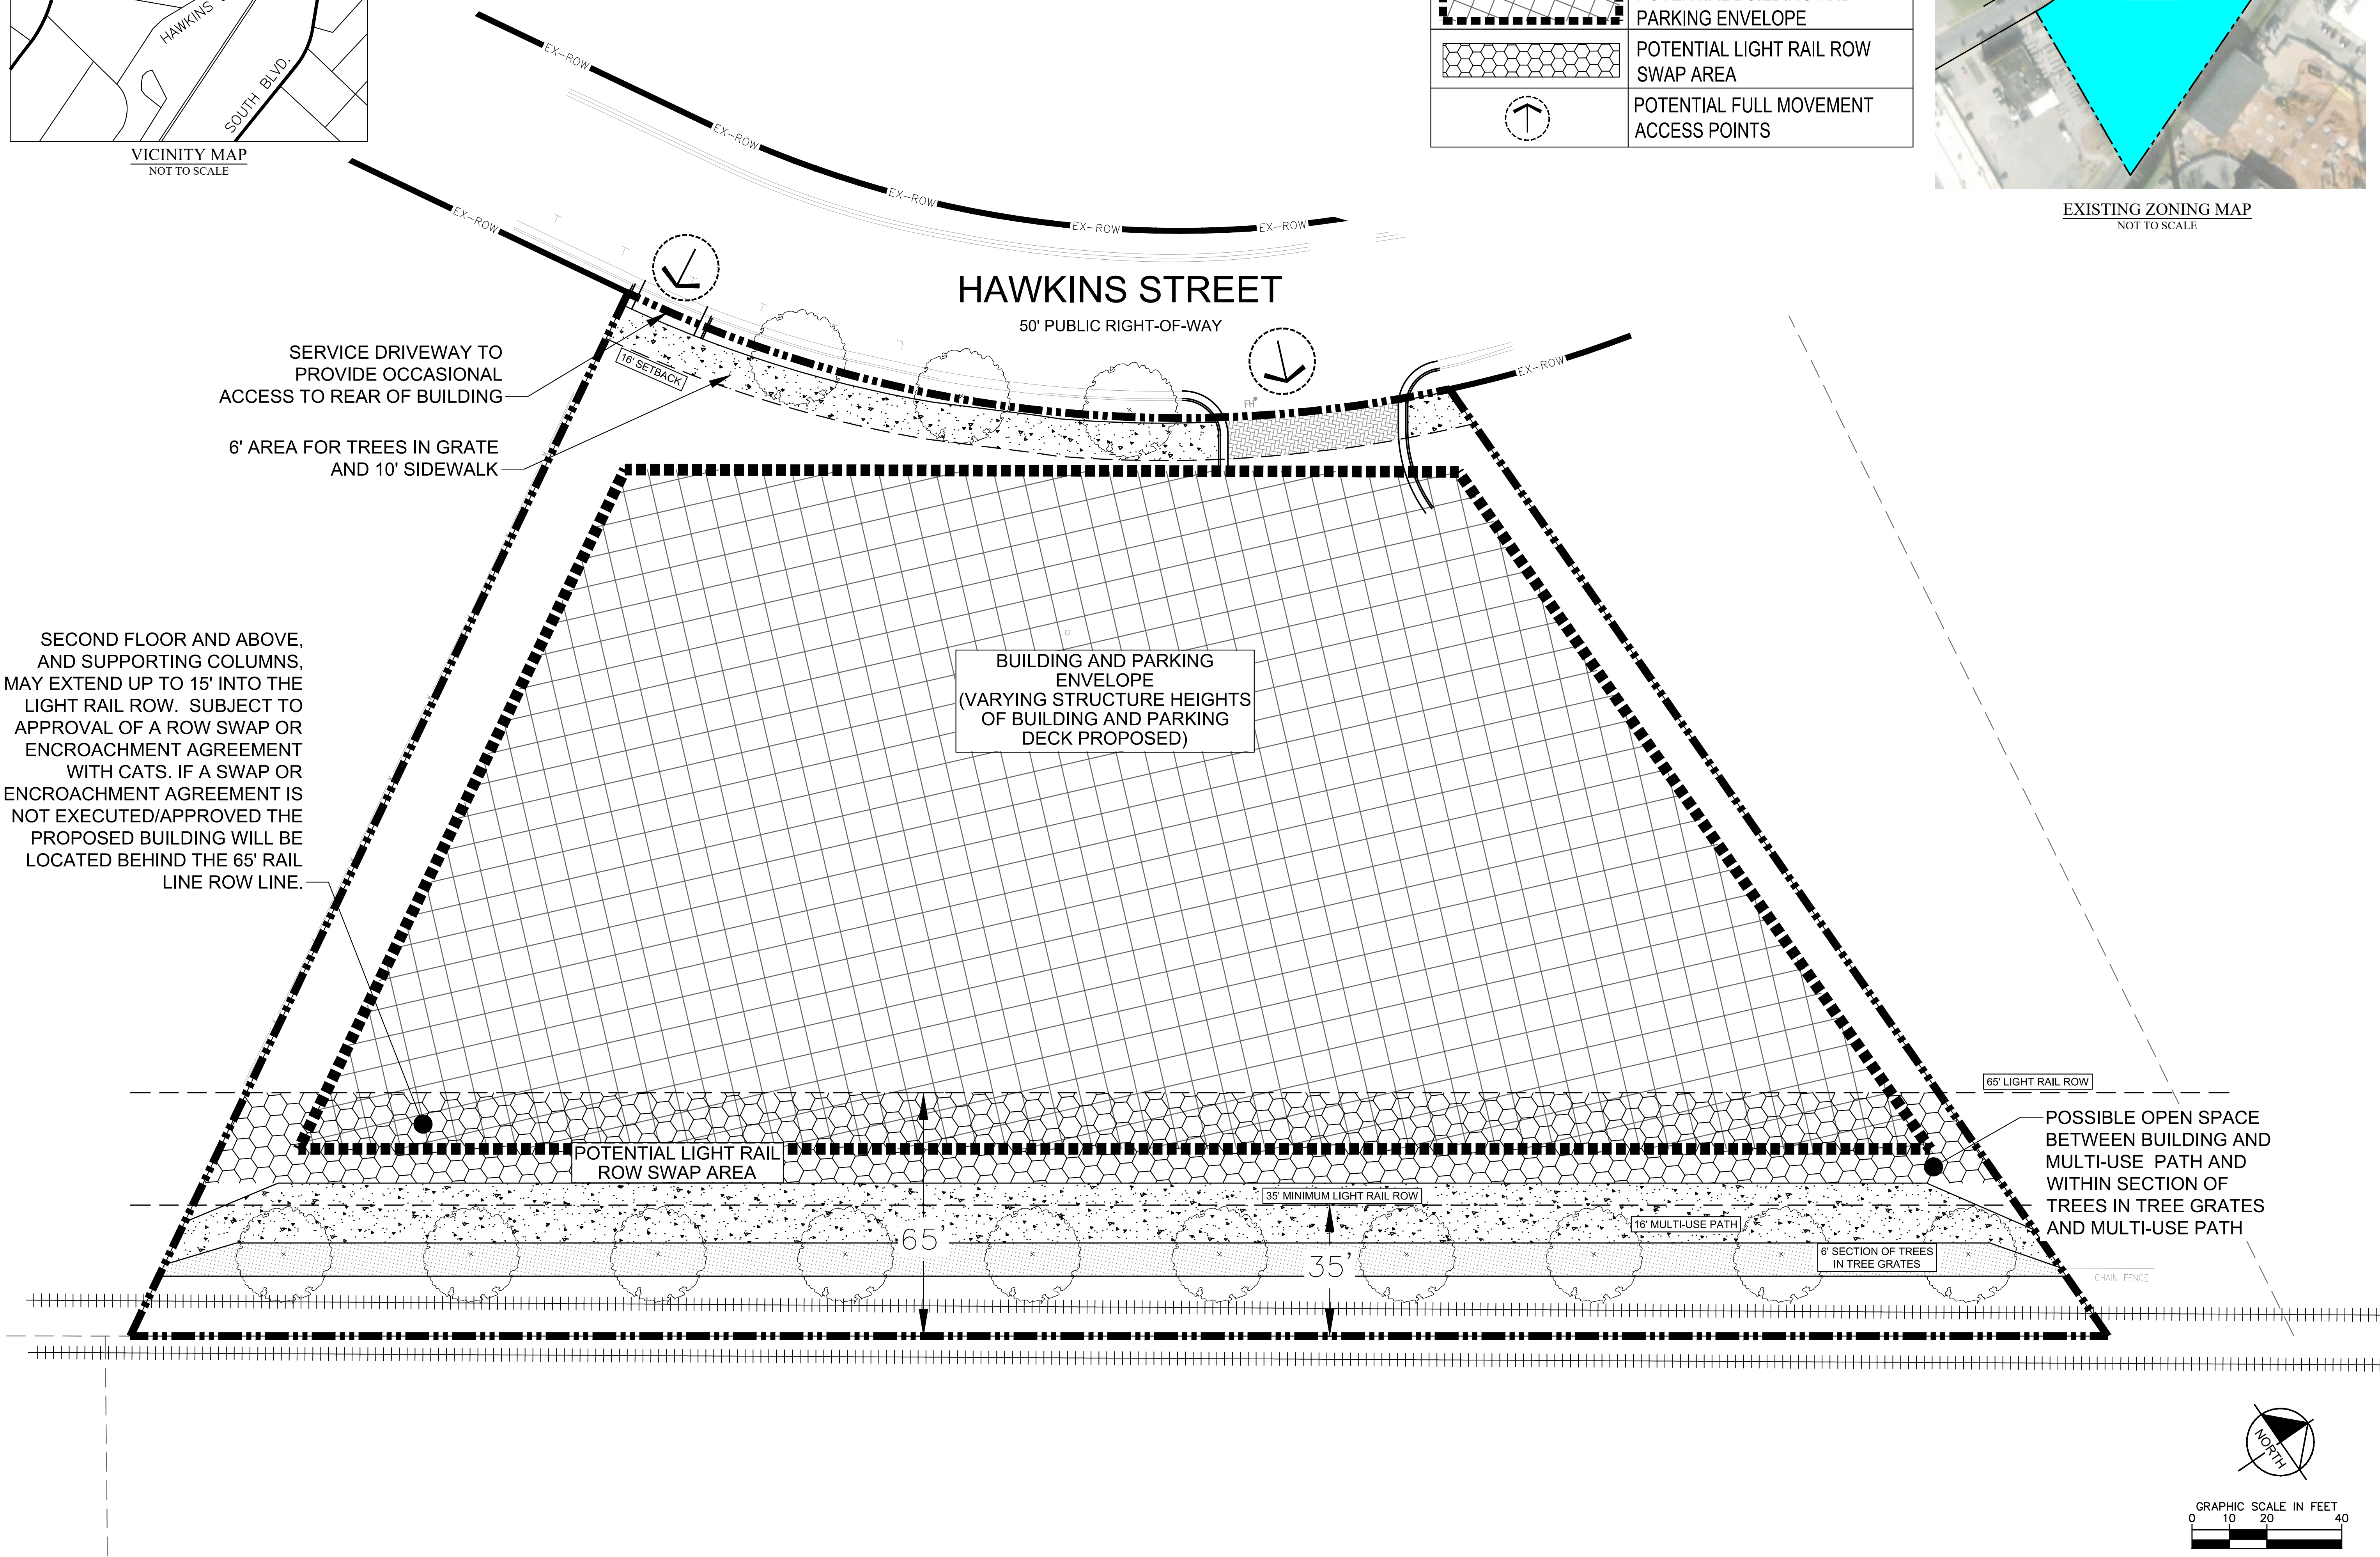 HAWKINS
SOUTH BLVD.
VICINITY MAP
NOT TO SCALE
PARKING ENVELOPE
POTENTIAL LIGHT RAIL ROW
SWAP AREA
POTENTIAL FULL MOVEMENT
ACCESS POINTS
EXISTING ZONING MAP
NOT TO SCALE
EX-ROW
EX-ROW
EX-ROW
EX-ROW
EX-ROW
EX-ROW
EX-ROW
HAWKINS STREET
50' PUBLIC RIGHT-OF-WAY
SERVICE DRIVEWAY TO
PROVIDE OCCASIONAL
ACCESS TO REAR OF BUILDING
16' SETBACK
FH
6' AREA FOR TREES IN GRATE
AND 10' SIDEWALK
SECOND FLOOR AND ABOVE,
AND SUPPORTING COLUMNS,
MAY EXTEND UP TO 15' INTO THE
LIGHT RAIL ROW.  SUBJECT TO
APPROVAL OF A ROW SWAP OR
ENCROACHMENT AGREEMENT
WITH CATS. IF A SWAP OR
ENCROACHMENT AGREEMENT IS
NOT EXECUTED/APPROVED THE
PROPOSED BUILDING WILL BE
LOCATED BEHIND THE 65' RAIL
LINE ROW LINE.
BUILDING AND PARKING
ENVELOPE
(VARYING STRUCTURE HEIGHTS
OF BUILDING AND PARKING
DECK PROPOSED)
65' LIGHT RAIL ROW
POSSIBLE OPEN SPACE
BETWEEN BUILDING AND
MULTI-USE  PATH AND
WITHIN SECTION OF
TREES IN TREE GRATES
AND MULTI-USE PATH
POTENTIAL LIGHT RAIL
ROW SWAP AREA
35' MINIMUM LIGHT RAIL ROW
16' MULTI-USE PATH
65'
35'
6' SECTION OF TREES
IN TREE GRATES
CHAIN FENCE
NORTH
GRAPHIC SCALE IN FEET
0 10 20 40